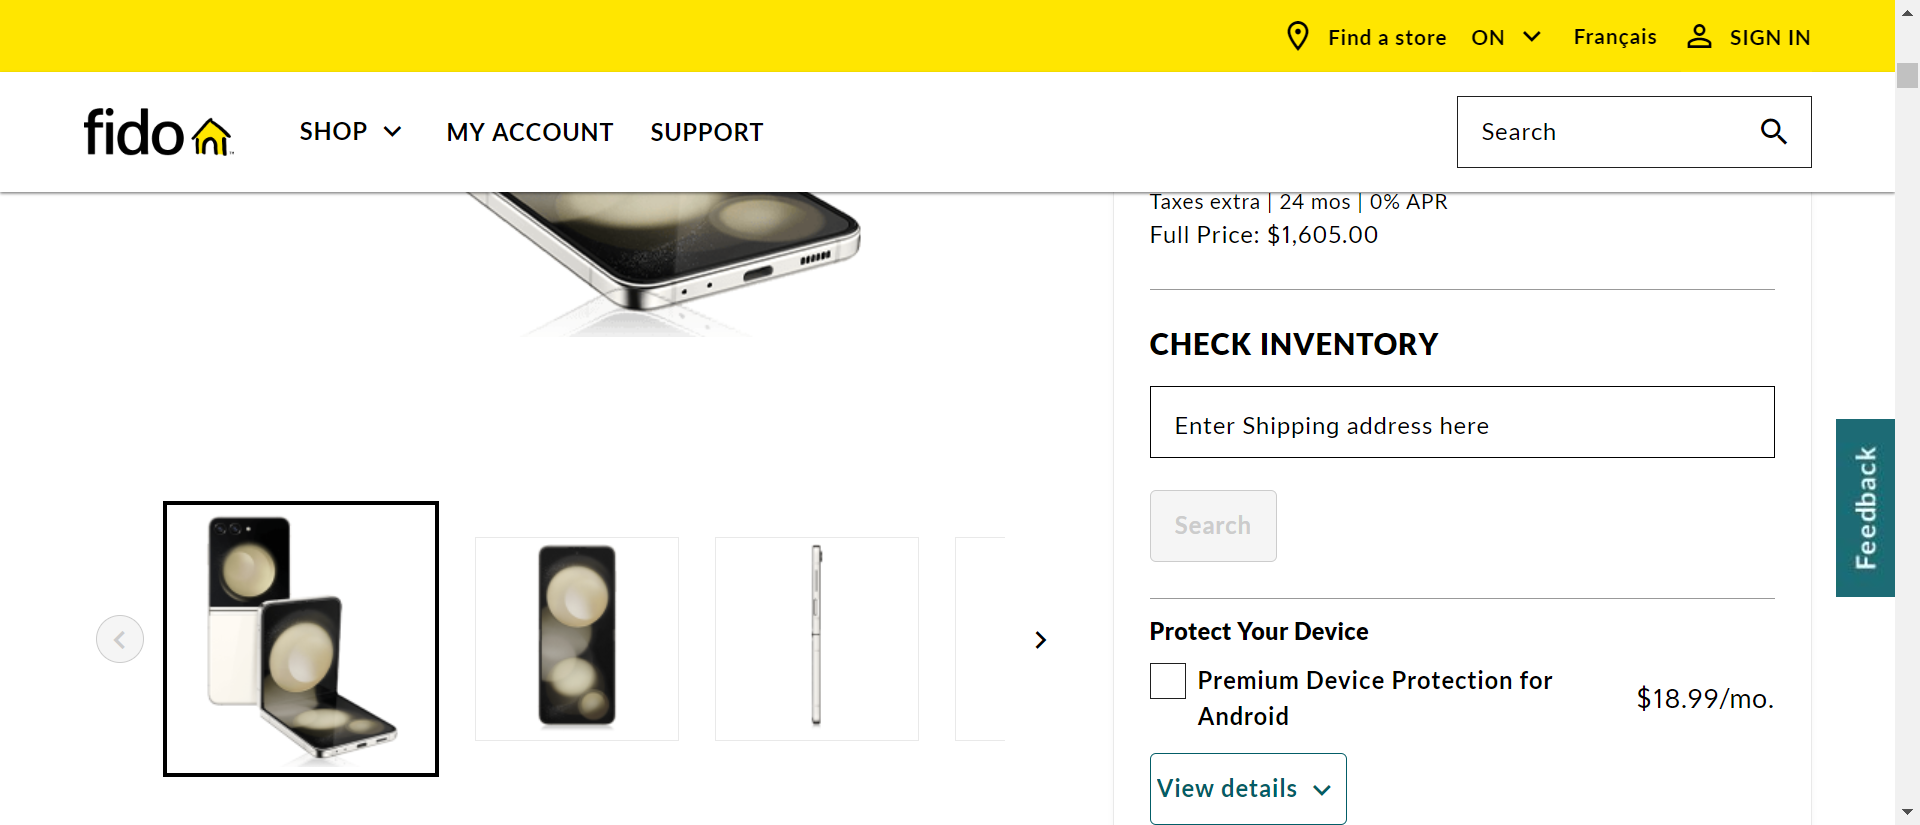 Find a store ON Français SIGN IN
fido SHOP MY ACCOUNT SUPPORT Search
Taxes extra | 24 mos | 0% APR
Full Price: $1,605.00
CHECK INVENTORY
Enter Shipping address here
Search
Feedback
Protect Your Device
Premium Device Protection for
Android
$18.99/mo.
View details